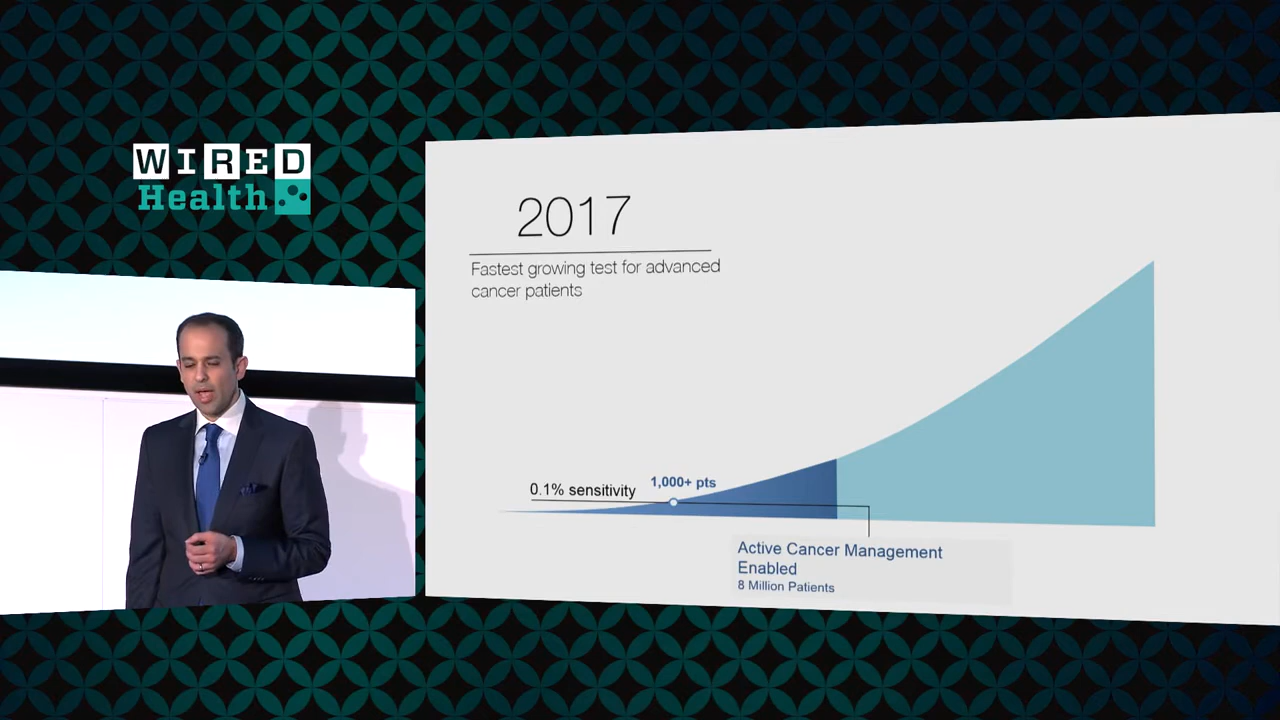 WIRED
Health
2017
Fastest growing test for advanced
cancer patients
0.1% sensitivity
1,000+ pts
Active Cancer Management
Enabled
8 Million Patients